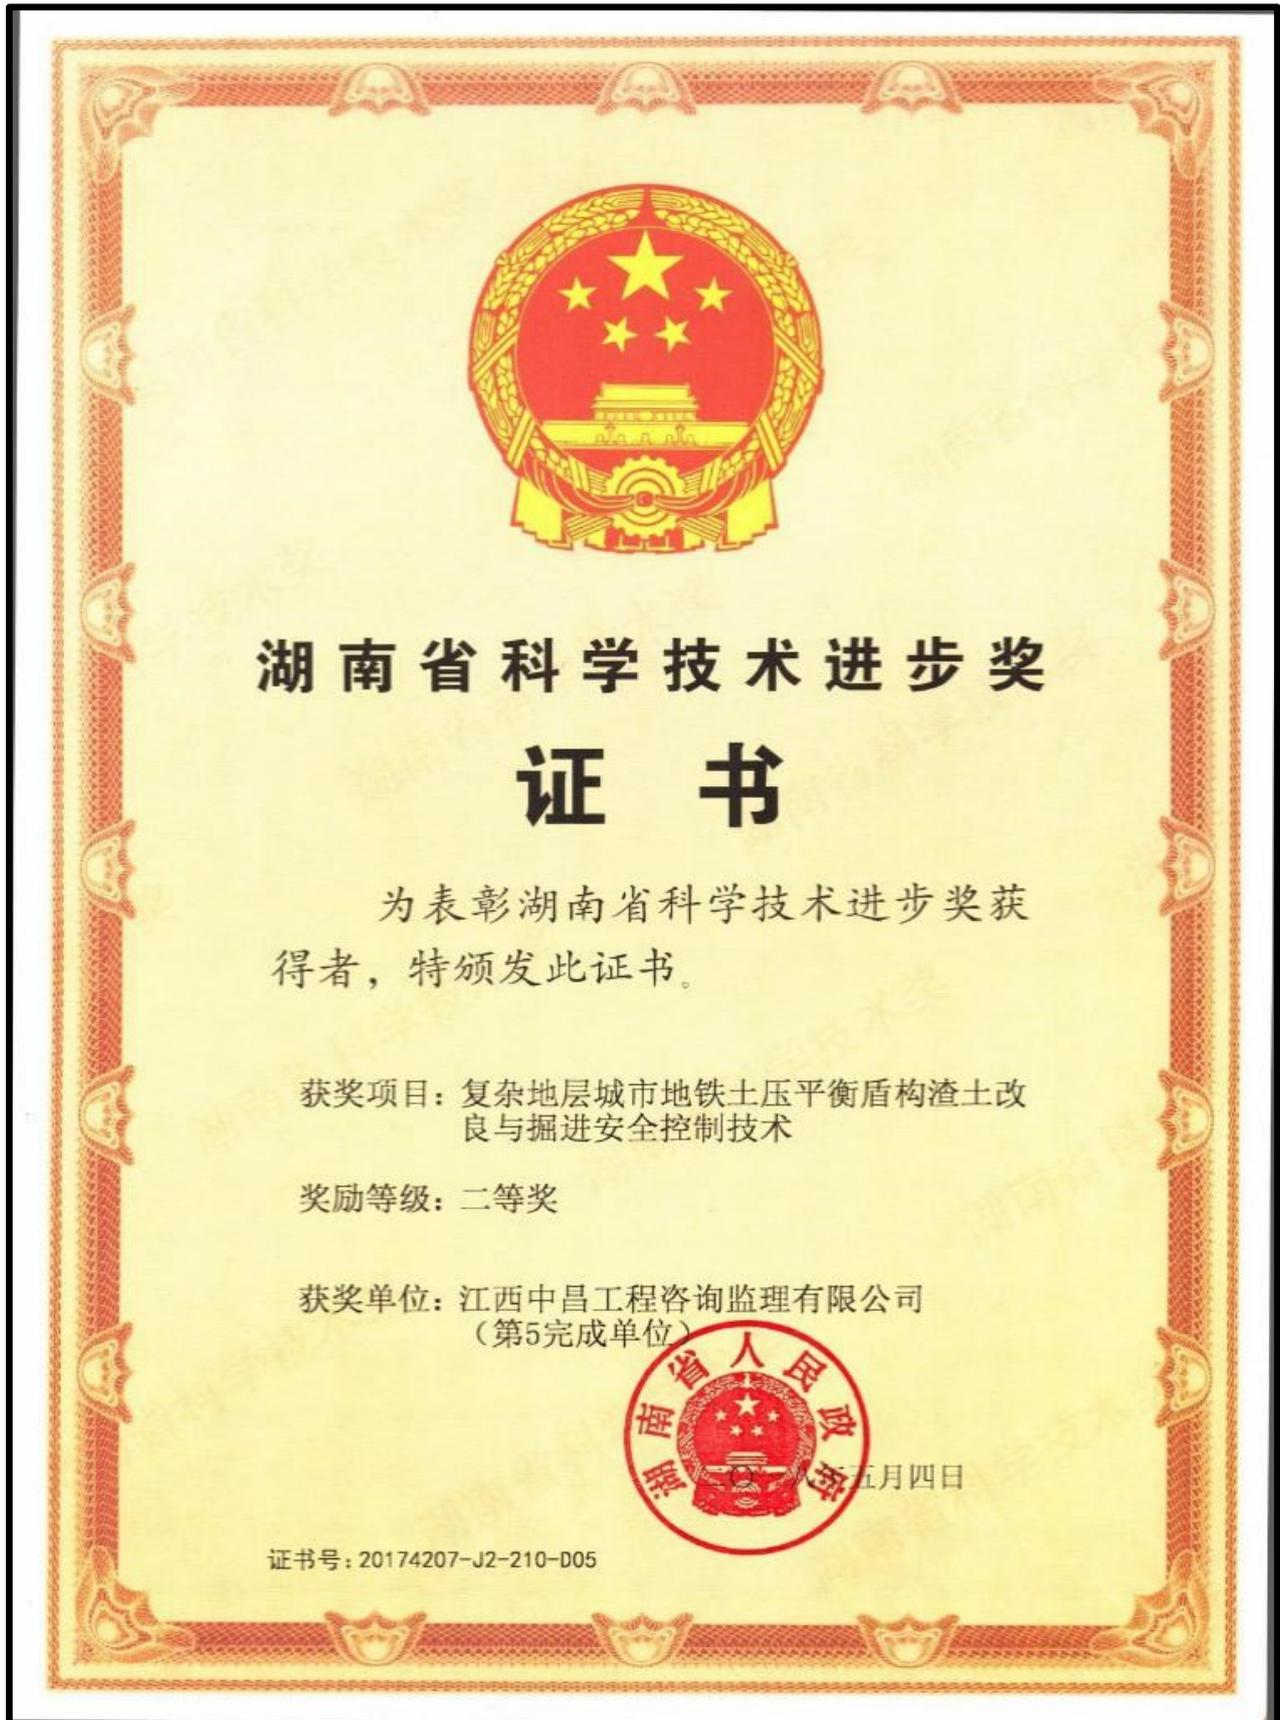 湖南省科学技术进步奖
证书
为表彰湖南省科学技术进步奖获
得者，特颁发此证书。
获奖项目：复杂地层城市地铁土压平衡盾构渣土改
良与掘进安全控制技术
奖励等级：二等奖
获奖单位：江西中昌工程咨询监理有限公司
（第5完成单位）
湖南省人民政府
二〇一八年五月四日
证书号：20174207-J2-210-D05